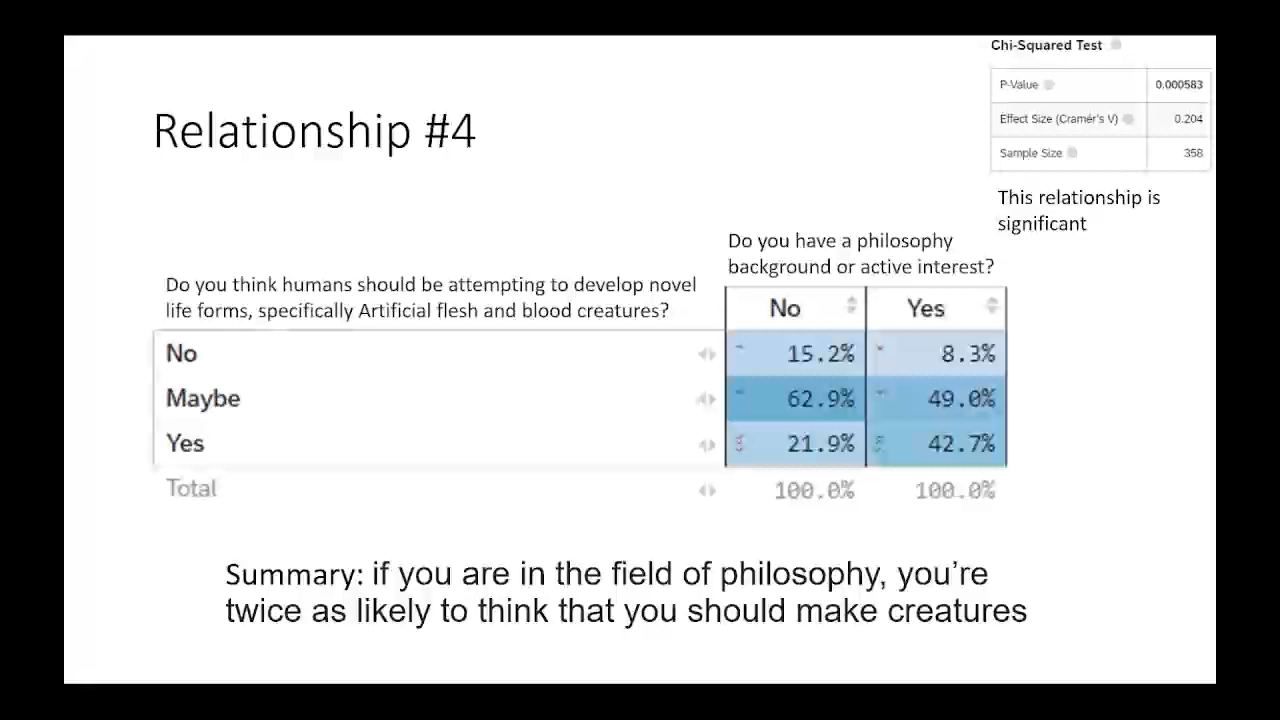 Chi-Squared Test
P-Value 0.000583
Effect Size (Cramér's V) 0.204
Sample Size 358
Relationship #4
This relationship is
significant
Do you have a philosophy
background or active interest?
Do you think humans should be attempting to develop novel
life forms, specifically Artificial flesh and blood creatures?
No Yes
No 15.2% 8.3%
Maybe 62.9% 49.0%
Yes 21.9% 42.7%
Total 100.0% 100.0%
Summary: if you are in the field of philosophy, you're
twice as likely to think that you should make creatures